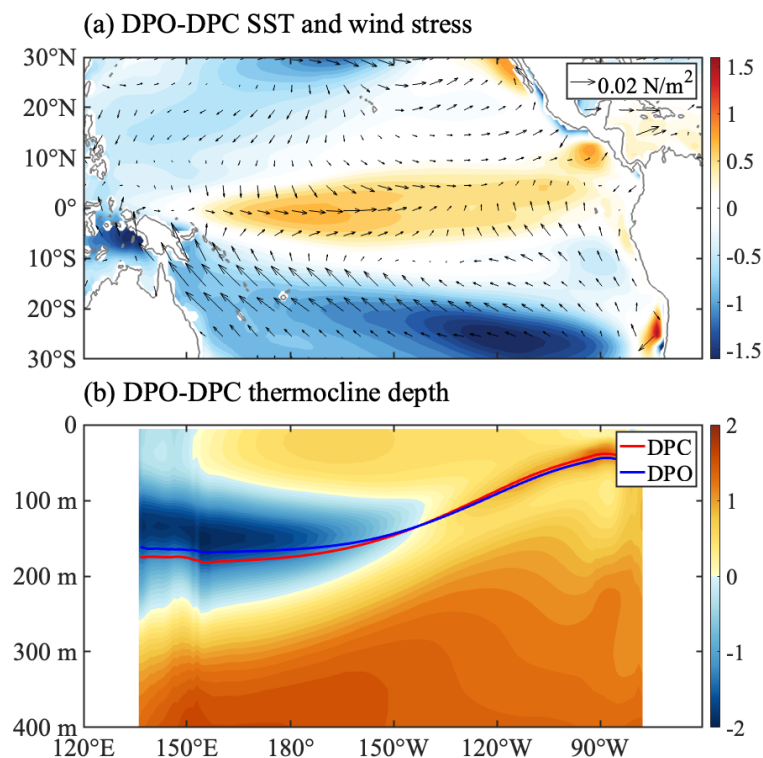 (a) DPO-DPC SST and wind stress
30°N
20°N
10°N
0°
10°S
20°S
30°S
0.02 N/m²
1.5
1
0.5
0
-0.5
-1
-1.5
(b) DPO-DPC thermocline depth
0
100 m
200 m
300 m
400 m
DPC
DPO
2
1
0
-1
-2
120°E
150°E
180°
150°W
120°W
90°W